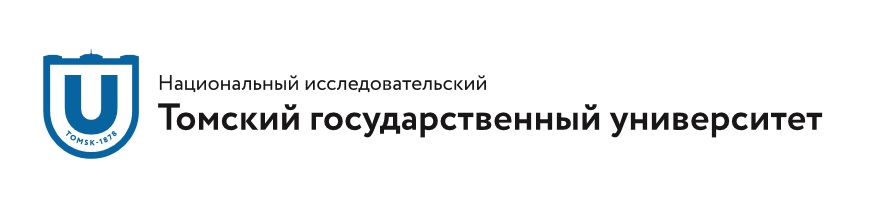 U
TOMSK-1878
Национальный исследовательский
Томский государственный университет